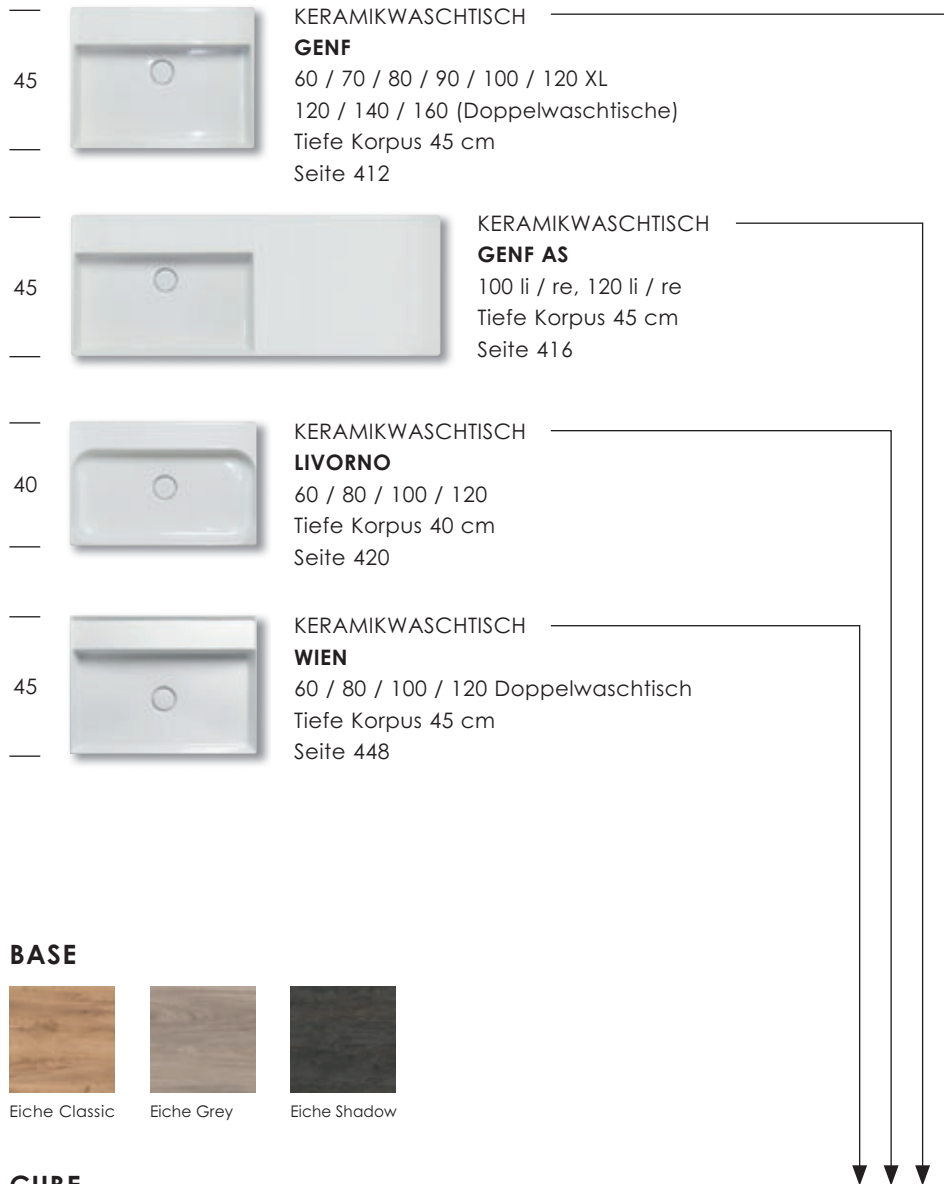 45
KERAMIKWASCHTISCH
GENF
60 / 70 / 80 / 90 / 100 / 120 XL
120 / 140 / 160 (Doppelwaschtische)
Tiefe Korpus 45 cm
Seite 412
45
KERAMIKWASCHTISCH
GENF AS
100 li / re, 120 li / re
Tiefe Korpus 45 cm
Seite 416
40
KERAMIKWASCHTISCH
LIVORNO
60 / 80 / 100 / 120
Tiefe Korpus 40 cm
Seite 420
45
KERAMIKWASCHTISCH
WIEN
60 / 80 / 100 / 120 Doppelwaschtisch
Tiefe Korpus 45 cm
Seite 448
BASE
Eiche Classic
Eiche Grey
Eiche Shadow
CUBE